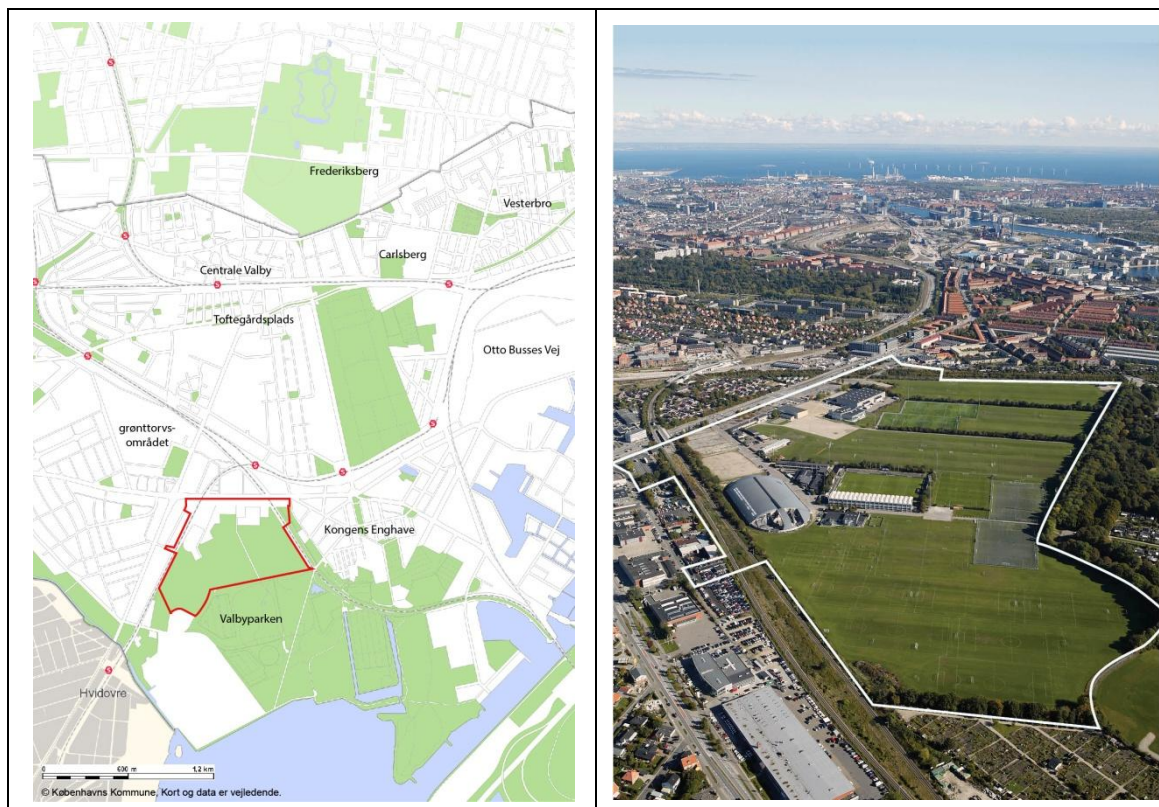 Frederiksberg
Vesterbro
Carlsberg
Centrale Valby
Toftegårdsplads
Otto Busses Vej
grønttorvs-
området
Kongens Enghave
Valbyparken
Hvidovre
0 600 m 1,2 km
© Københavns Kommune, Kort og data er vejledende.